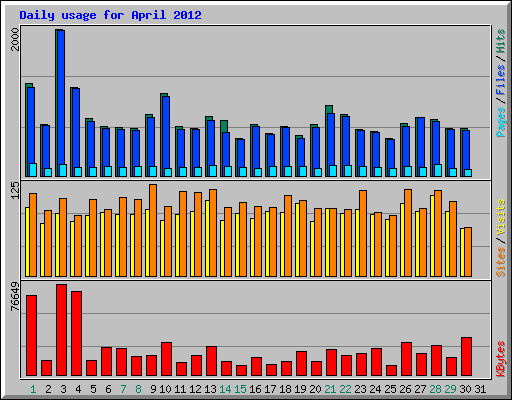 Daily usage for April 2012
2000
Pages / Files / Hits
125
Sites / Visits
76649
KBytes
1 2 3 4 5 6 7 8 9 10 11 12 13 14 15 16 17 18 19 20 21 22 23 24 25 26 27 28 29 30 31